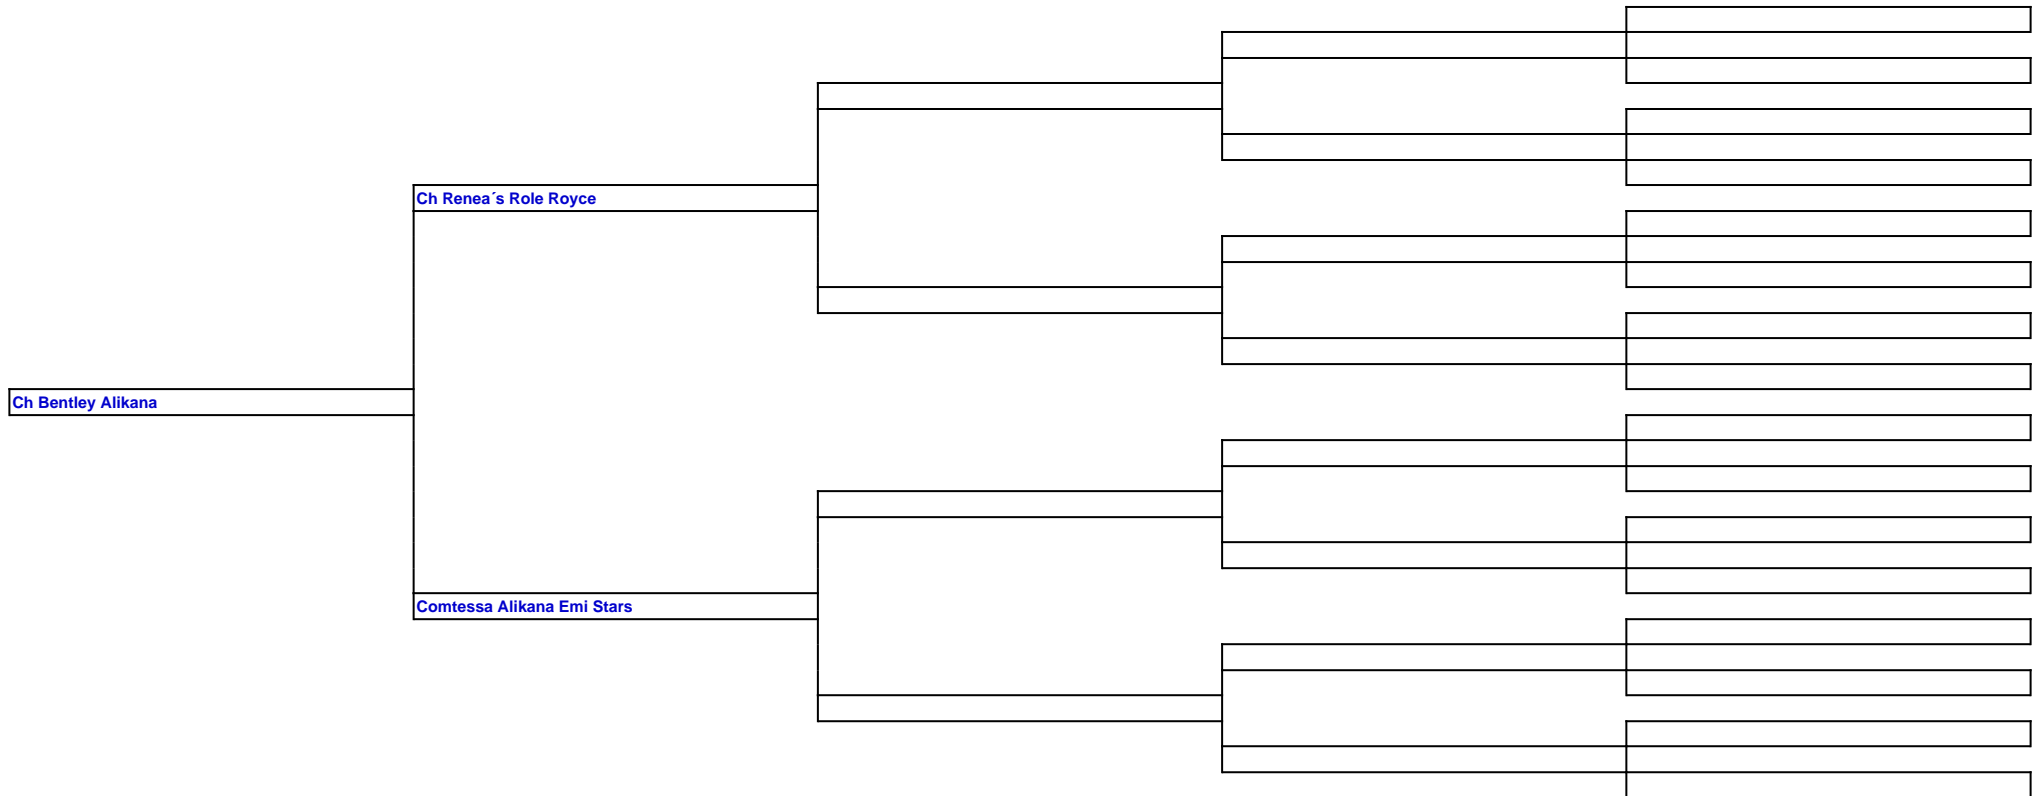 Ch Renea´s Role Royce
Ch Bentley Alikana
Comtessa Alikana Emi Stars